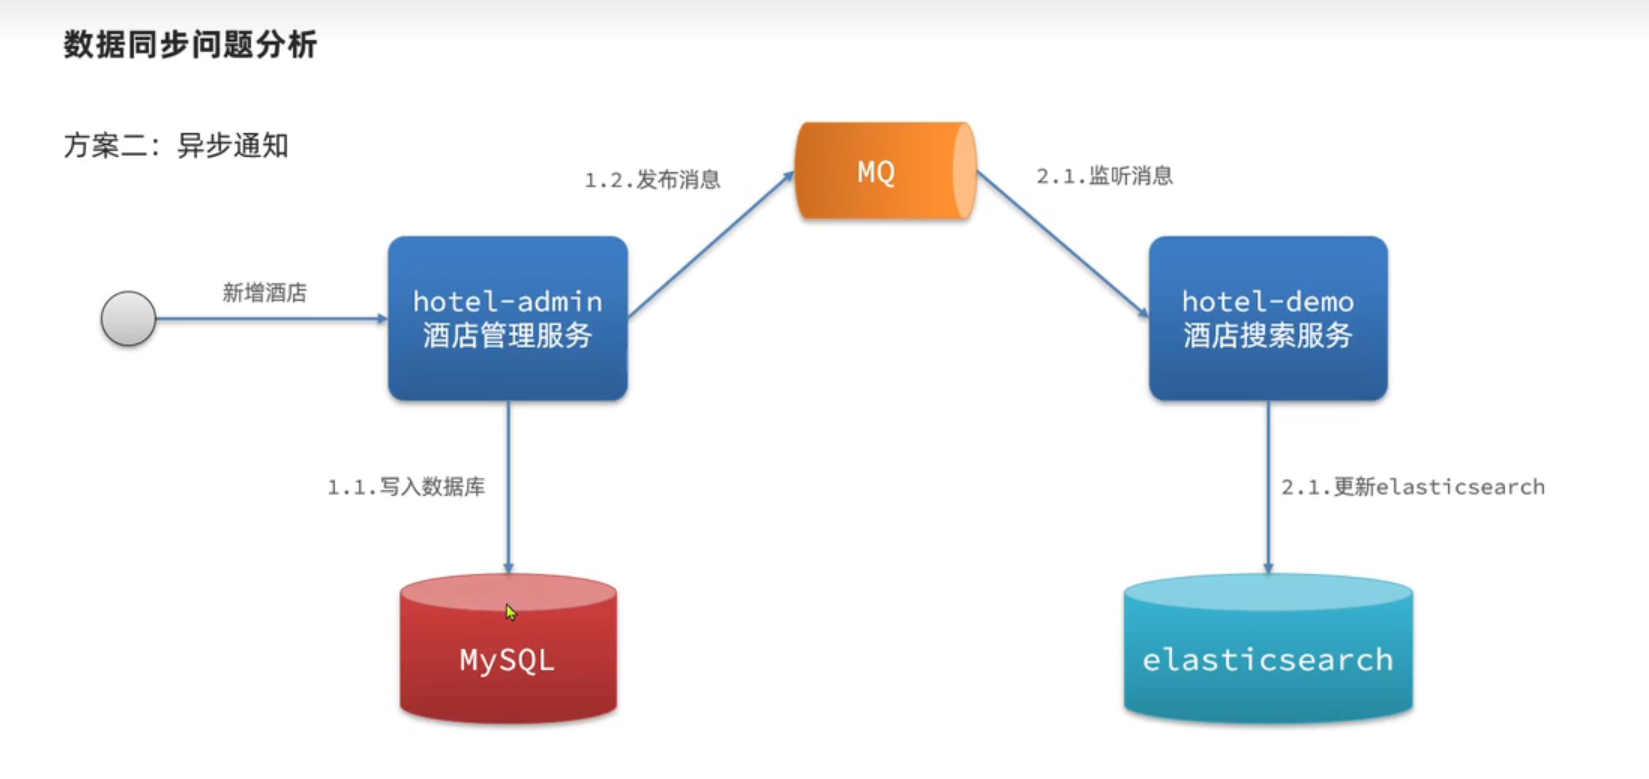 数据同步问题分析
方案二：异步通知
MQ
1.2.发布消息
2.1.监听消息
新增酒店
hotel-admin
酒店管理服务
hotel-demo
酒店搜索服务
1.1.写入数据库
2.1.更新elasticsearch
MySQL
elasticsearch